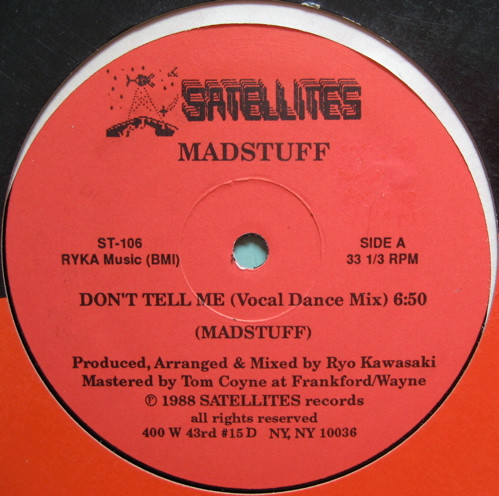 SATELLITES
MADSTUFF
ST-106
RYKA Music (BMI)
SIDE A
33 1/3 RPM
DON'T TELL ME (Vocal Dance Mix) 6:50
(MADSTUFF)
Produced, Arranged & Mixed by Ryo Kawasaki
Mastered by Tom Coyne at Frankford/Wayne
℗ 1988 SATELLITES records
all rights reserved
400 W 43rd #15 D NY, NY 10036